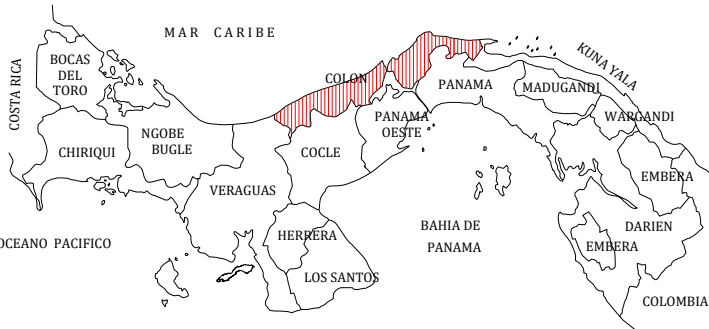 MAR CARIBE
COSTA RICA
BOCAS
DEL
TORO
COLON
KUNA YALA
PANAMA
MADUGANDI
WARGANDI
NGOBE
BUGLE
CHIRIQUI
PANAMA
OESTE
COCLE
VERAGUAS
EMBERA
HERRERA
BAHIA DE
PANAMA
DARIEN
EMBERA
OCEANO PACIFICO
LOS SANTOS
COLOMBIA